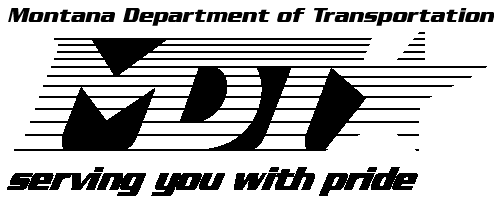 Montana Department of Transportation
MDT
serving you with pride